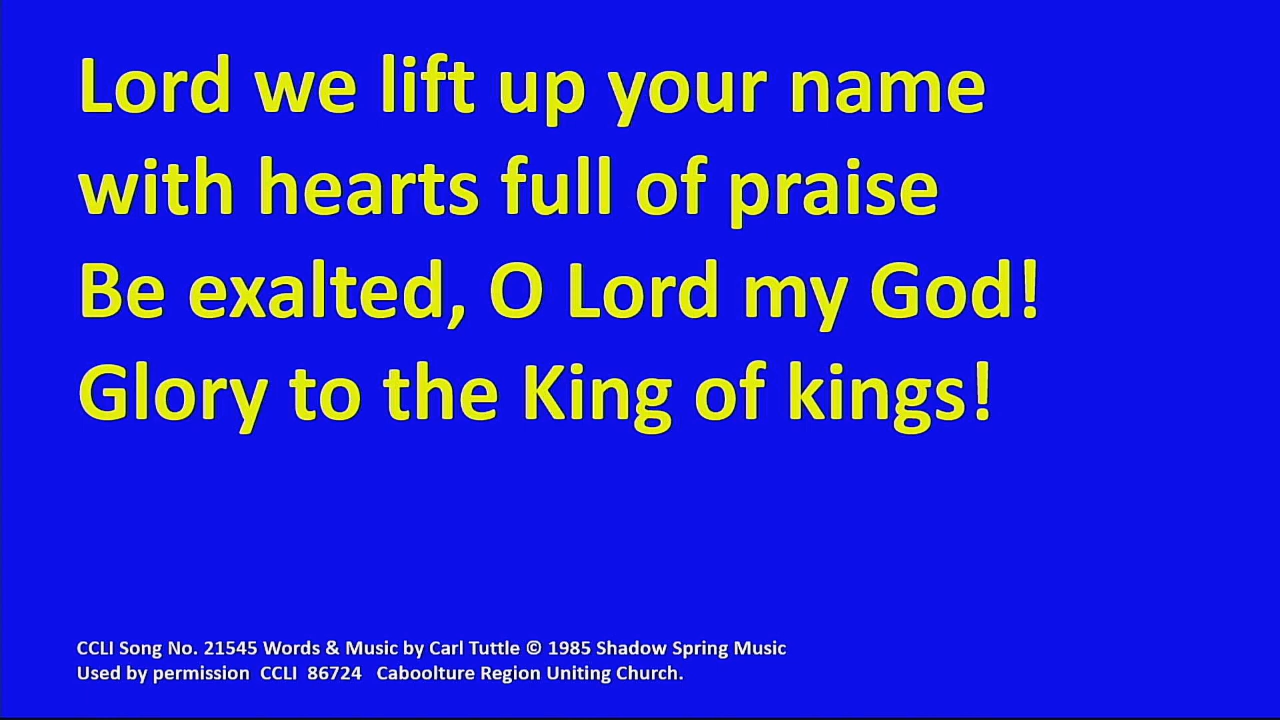 Lord we lift up your name
with hearts full of praise
Be exalted, O Lord my God!
Glory to the King of kings!
CCLI Song No. 21545 Words & Music by Carl Tuttle © 1985 Shadow Spring Music
Used by permission  CCLI  86724   Caboolture Region Uniting Church.